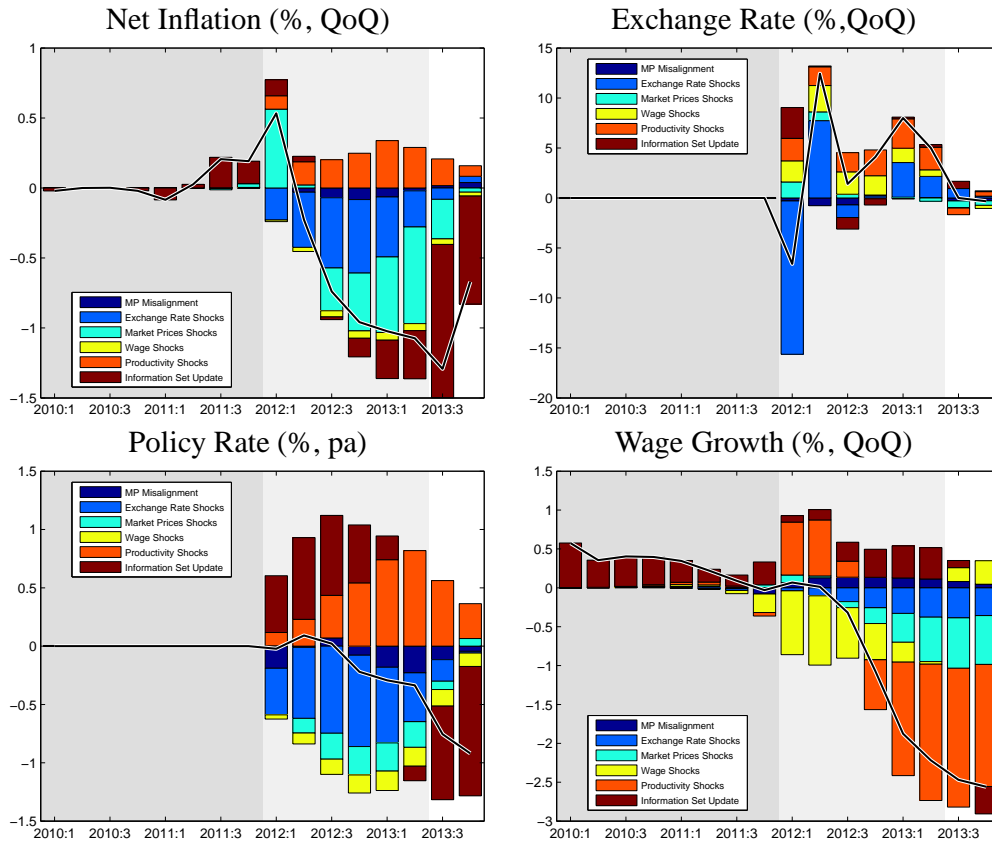 Net Inflation (%, QoQ)
1
0.5
0
−0.5
−1
−1.5
MP Misalignment
Exchange Rate Shocks
Market Prices Shocks
Wage Shocks
Productivity Shocks
Information Set Update
2010:1 2010:3 2011:1 2011:3 2012:1 2012:3 2013:1 2013:3
Exchange Rate (%,QoQ)
15
10
5
0
−5
−10
−15
−20
MP Misalignment
Exchange Rate Shocks
Market Prices Shocks
Wage Shocks
Productivity Shocks
Information Set Update
2010:1 2010:3 2011:1 2011:3 2012:1 2012:3 2013:1 2013:3
Policy Rate (%, pa)
1.5
1
0.5
0
−0.5
−1
−1.5
MP Misalignment
Exchange Rate Shocks
Market Prices Shocks
Wage Shocks
Productivity Shocks
Information Set Update
2010:1 2010:3 2011:1 2011:3 2012:1 2012:3 2013:1 2013:3
Wage Growth (%, QoQ)
1.5
1
0.5
0
−0.5
−1
−1.5
−2
−2.5
−3
MP Misalignment
Exchange Rate Shocks
Market Prices Shocks
Wage Shocks
Productivity Shocks
Information Set Update
2010:1 2010:3 2011:1 2011:3 2012:1 2012:3 2013:1 2013:3